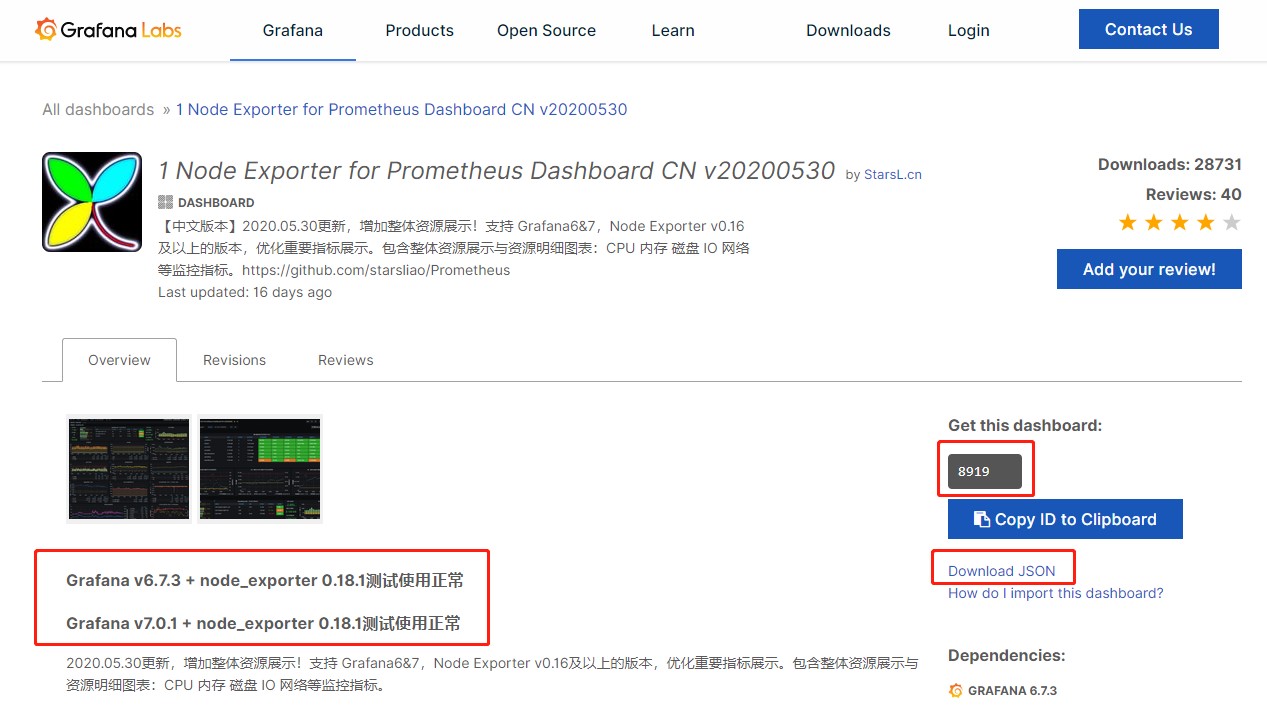 Grafana Labs
Grafana
Products
Open Source
Learn
Downloads
Login
Contact Us
All dashboards » 1 Node Exporter for Prometheus Dashboard CN v20200530
1 Node Exporter for Prometheus Dashboard CN v20200530 by StarsL.cn
DASHBOARD
【中文版本】2020.05.30更新，增加整体资源展示！支持 Grafana6&7，Node Exporter v0.16
及以上的版本，优化重要指标展示。包含整体资源展示与资源明细图表：CPU 内存 磁盘 IO 网络
等监控指标。https://github.com/starsliao/Prometheus
Last updated: 16 days ago
Downloads: 28731
Reviews: 40
Add your review!
Overview
Revisions
Reviews
Grafana v6.7.3 + node_exporter 0.18.1测试使用正常
Grafana v7.0.1 + node_exporter 0.18.1测试使用正常
2020.05.30更新，增加整体资源展示！支持 Grafana6&7，Node Exporter v0.16及以上的版本，优化重要指标展示。包含整体资源展示与
资源明细图表：CPU 内存 磁盘 IO 网络等监控指标。
Get this dashboard:
8919
Copy ID to Clipboard
Download JSON
How do I import this dashboard?
Dependencies:
GRAFANA 6.7.3